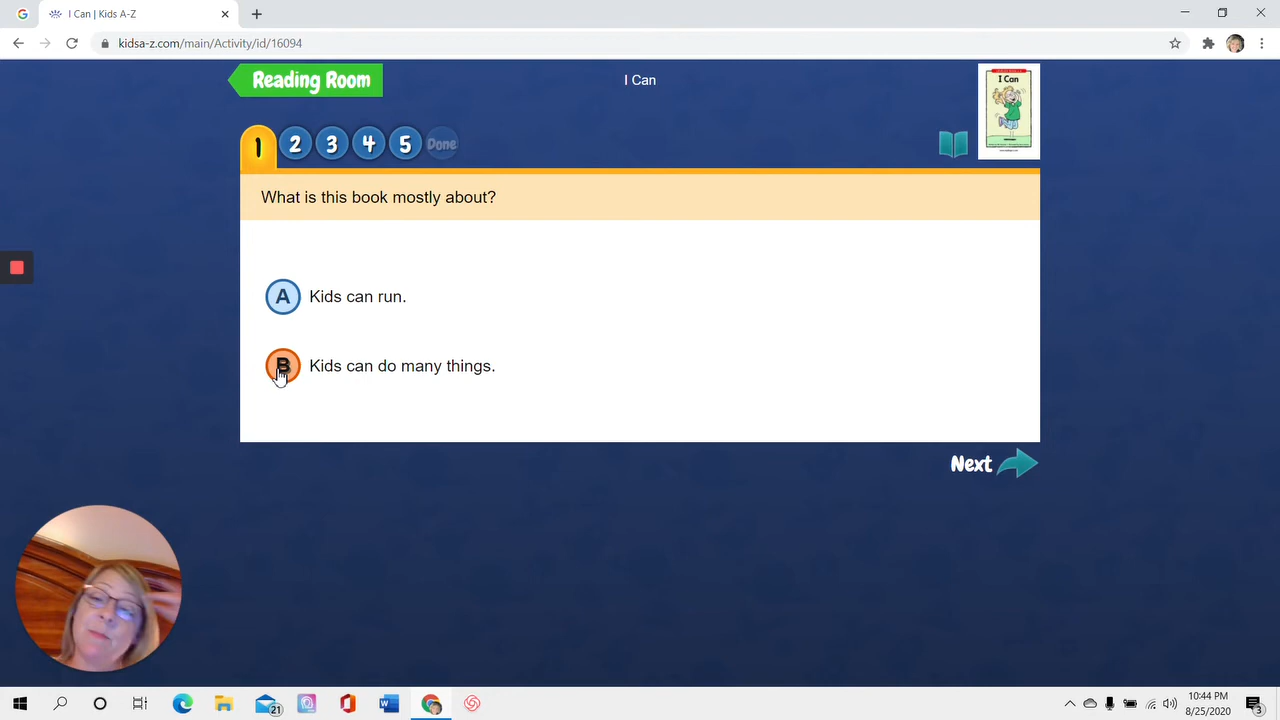 I Can | Kids A-Z
kidsa-z.com/main/Activity/id/16094
Reading Room
I Can
I Can
1 2 3 4 5 Done
What is this book mostly about?
A Kids can run.
B Kids can do many things.
Next
21
W
10:44 PM
8/25/2020
3